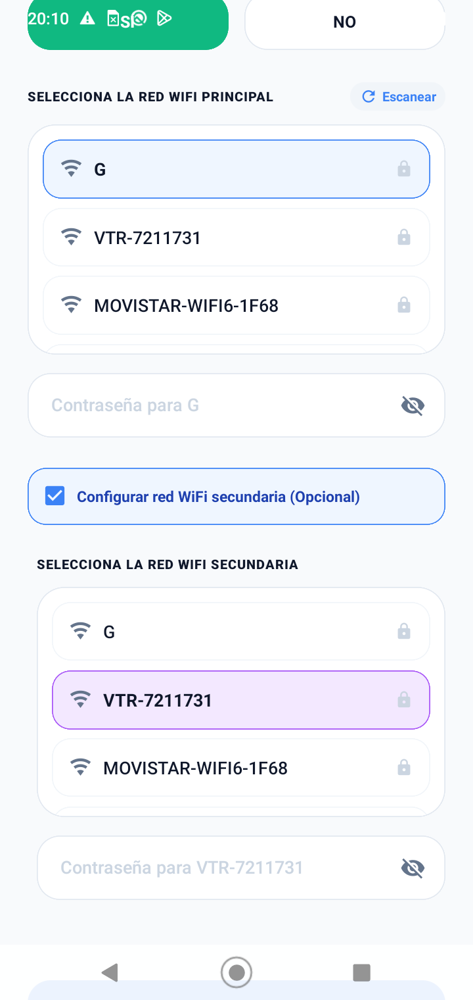 20:10
SÍ
NO
SELECCIONA LA RED WIFI PRINCIPAL
Escanear
G
VTR-7211731
MOVISTAR-WIFI6-1F68
Contraseña para G
Configurar red WiFi secundaria (Opcional)
SELECCIONA LA RED WIFI SECUNDARIA
G
VTR-7211731
MOVISTAR-WIFI6-1F68
Contraseña para VTR-7211731